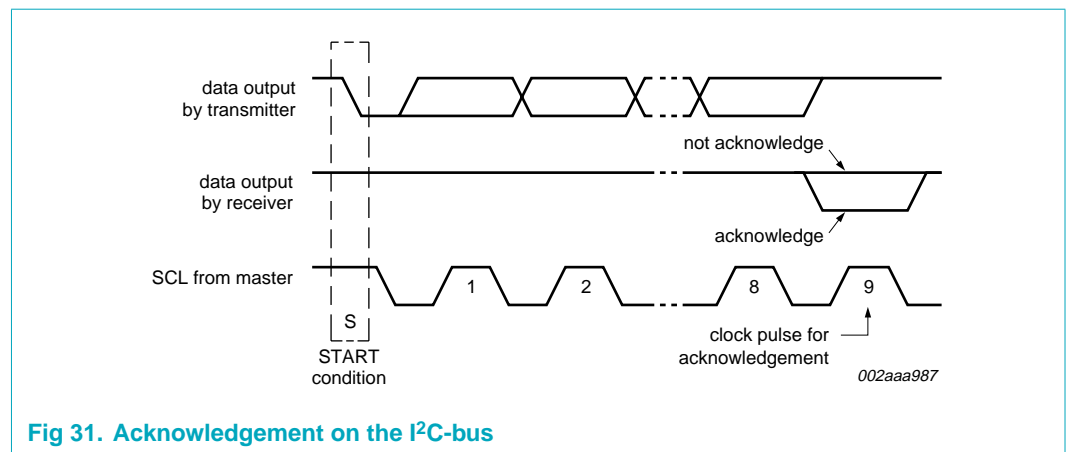 data output
by transmitter
not acknowledge
data output
by receiver
acknowledge
SCL from master
1
2
8
9
S
START
condition
clock pulse for
acknowledgement
002aaa987
Fig 31. Acknowledgement on the I²C-bus